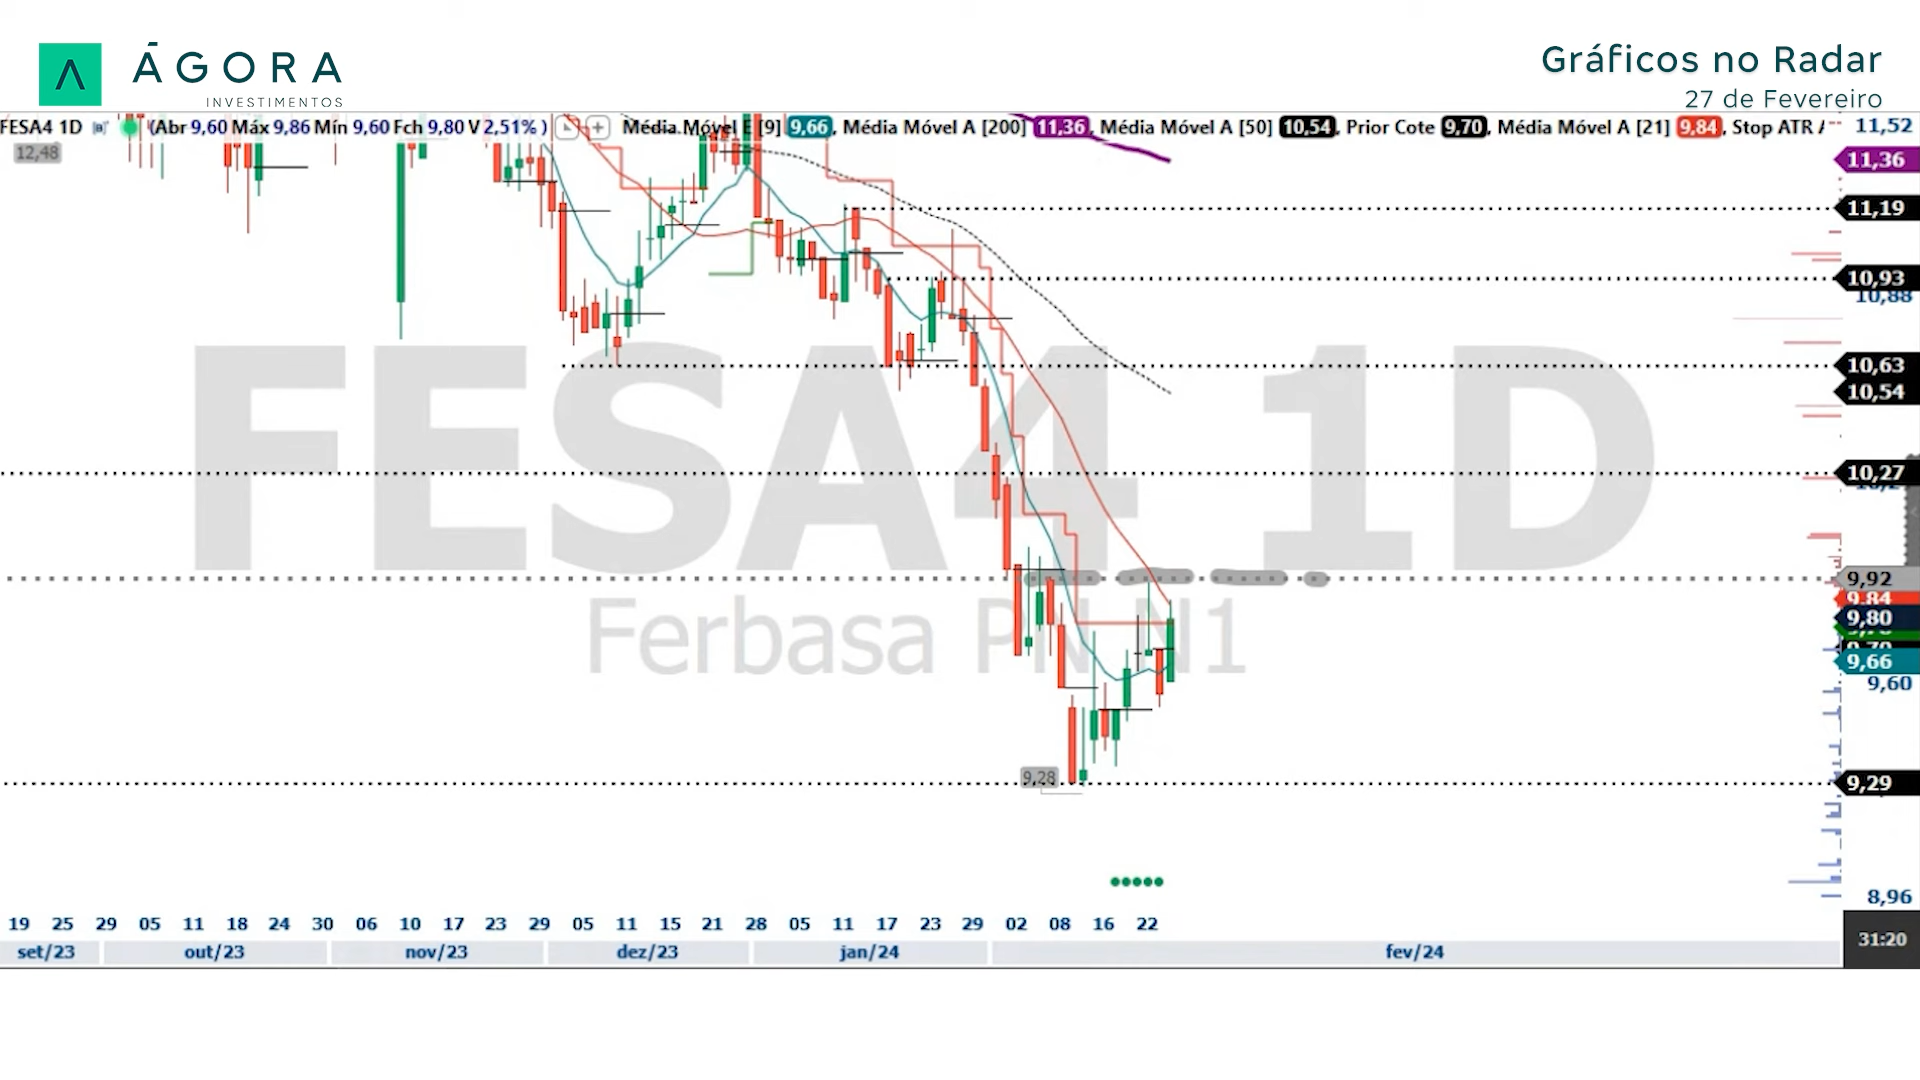 ÁGORA
INVESTIMENTOS
Gráficos no Radar
27 de Fevereiro
FESA4 1D (Abr 9,60 Máx 9,86 Mín 9,60 Fch 9,80 V 2,51% ) Média Móvel E [9] 9,66, Média Móvel A [200] 11,36, Média Móvel A [50] 10,54, Prior Cote 9,70, Média Móvel A [21] 9,84, Stop ATR
11,52
12,48
11,36
11,19
10,93
10,88
10,63
10,54
10,27
FESA4 1D
Ferbasa PN N1
9,92
9,84
9,80
9,70
9,66
9,60
9,28
9,29
8,96
19 25 29 05 11 18 24 30 06 10 17 23 29 05 11 15 21 28 05 11 17 23 29 02 08 16 22
set/23 out/23 nov/23 dez/23 jan/24 fev/24
31:20